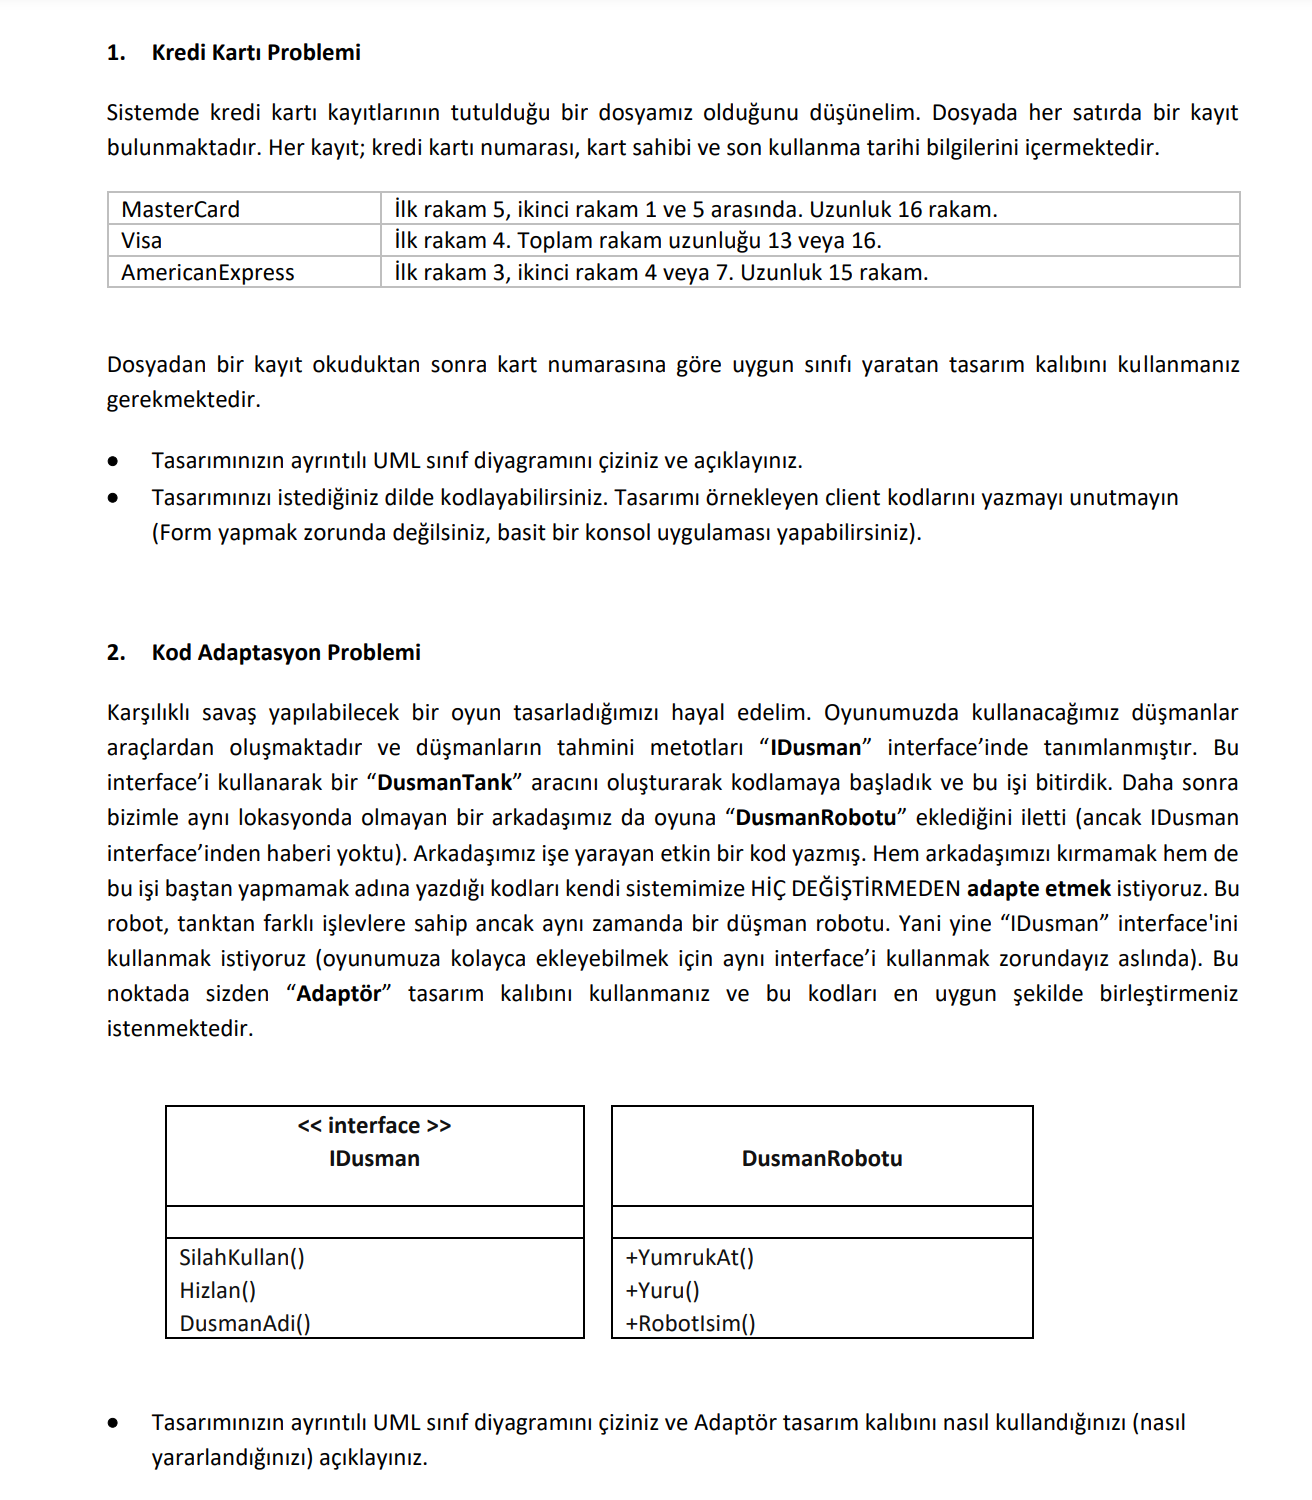 1. Kredi Kartı Problemi
Sistemde kredi kartı kayıtlarının tutulduğu bir dosyamız olduğunu düşünelim. Dosyada her satırda bir kayıt
bulunmaktadır. Her kayıt; kredi kartı numarası, kart sahibi ve son kullanma tarihi bilgilerini içermektedir.
MasterCard İlk rakam 5, ikinci rakam 1 ve 5 arasında. Uzunluk 16 rakam.
Visa İlk rakam 4. Toplam rakam uzunluğu 13 veya 16.
AmericanExpress İlk rakam 3, ikinci rakam 4 veya 7. Uzunluk 15 rakam.
Dosyadan bir kayıt okuduktan sonra kart numarasına göre uygun sınıfı yaratan tasarım kalıbını kullanmanız
gerekmektedir.
• Tasarımınızın ayrıntılı UML sınıf diyagramını çiziniz ve açıklayınız.
• Tasarımınızı istediğiniz dilde kodlayabilirsiniz. Tasarımı örnekleyen client kodlarını yazmayı unutmayın
(Form yapmak zorunda değilsiniz, basit bir konsol uygulaması yapabilirsiniz).
2. Kod Adaptasyon Problemi
Karşılıklı savaş yapılabilecek bir oyun tasarladığımızı hayal edelim. Oyunumuzda kullanacağımız düşmanlar
araçlardan oluşmaktadır ve düşmanların tahmini metotları “IDusman” interface’inde tanımlanmıştır. Bu
interface’i kullanarak bir “DusmanTank” aracını oluşturarak kodlamaya başladık ve bu işi bitirdik. Daha sonra
bizimle aynı lokasyonda olmayan bir arkadaşımız da oyuna “DusmanRobotu” eklediğini iletti (ancak IDusman
interface’inden haberi yoktu). Arkadaşımız işe yarayan etkin bir kod yazmış. Hem arkadaşımızı kırmamak hem de
bu işi baştan yapmamak adına yazdığı kodları kendi sistemimize HİÇ DEĞİŞTİRMEDEN adapte etmek istiyoruz. Bu
robot, tanktan farklı işlevlere sahip ancak aynı zamanda bir düşman robotu. Yani yine “IDusman” interface'ini
kullanmak istiyoruz (oyunumuza kolayca ekleyebilmek için aynı interface’i kullanmak zorundayız aslında). Bu
noktada sizden “Adaptör” tasarım kalıbını kullanmanız ve bu kodları en uygun şekilde birleştirmeniz
istenmektedir.
<< interface >>
IDusman
SilahKullan()
Hizlan()
DusmanAdi()
DusmanRobotu
+YumrukAt()
+Yuru()
+RobotIsim()
• Tasarımınızın ayrıntılı UML sınıf diyagramını çiziniz ve Adaptör tasarım kalıbını nasıl kullandığınızı (nasıl
yararlandığınızı) açıklayınız.